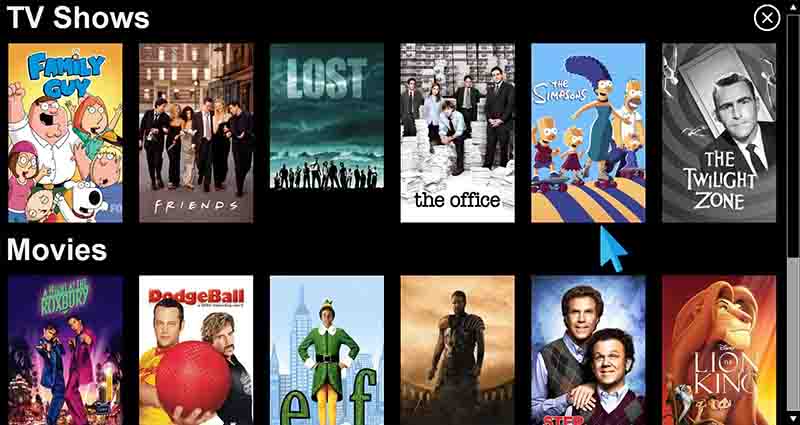 TV Shows
FAMILY
GUY
FOX
FRIENDS
LOST
the office
THE
SIMPSONS
THE
TWILIGHT
ZONE
Movies
A NIGHT AT THE
ROXBURY
DODGEBALL
elf
STEP
Disney
THE
LION
KING